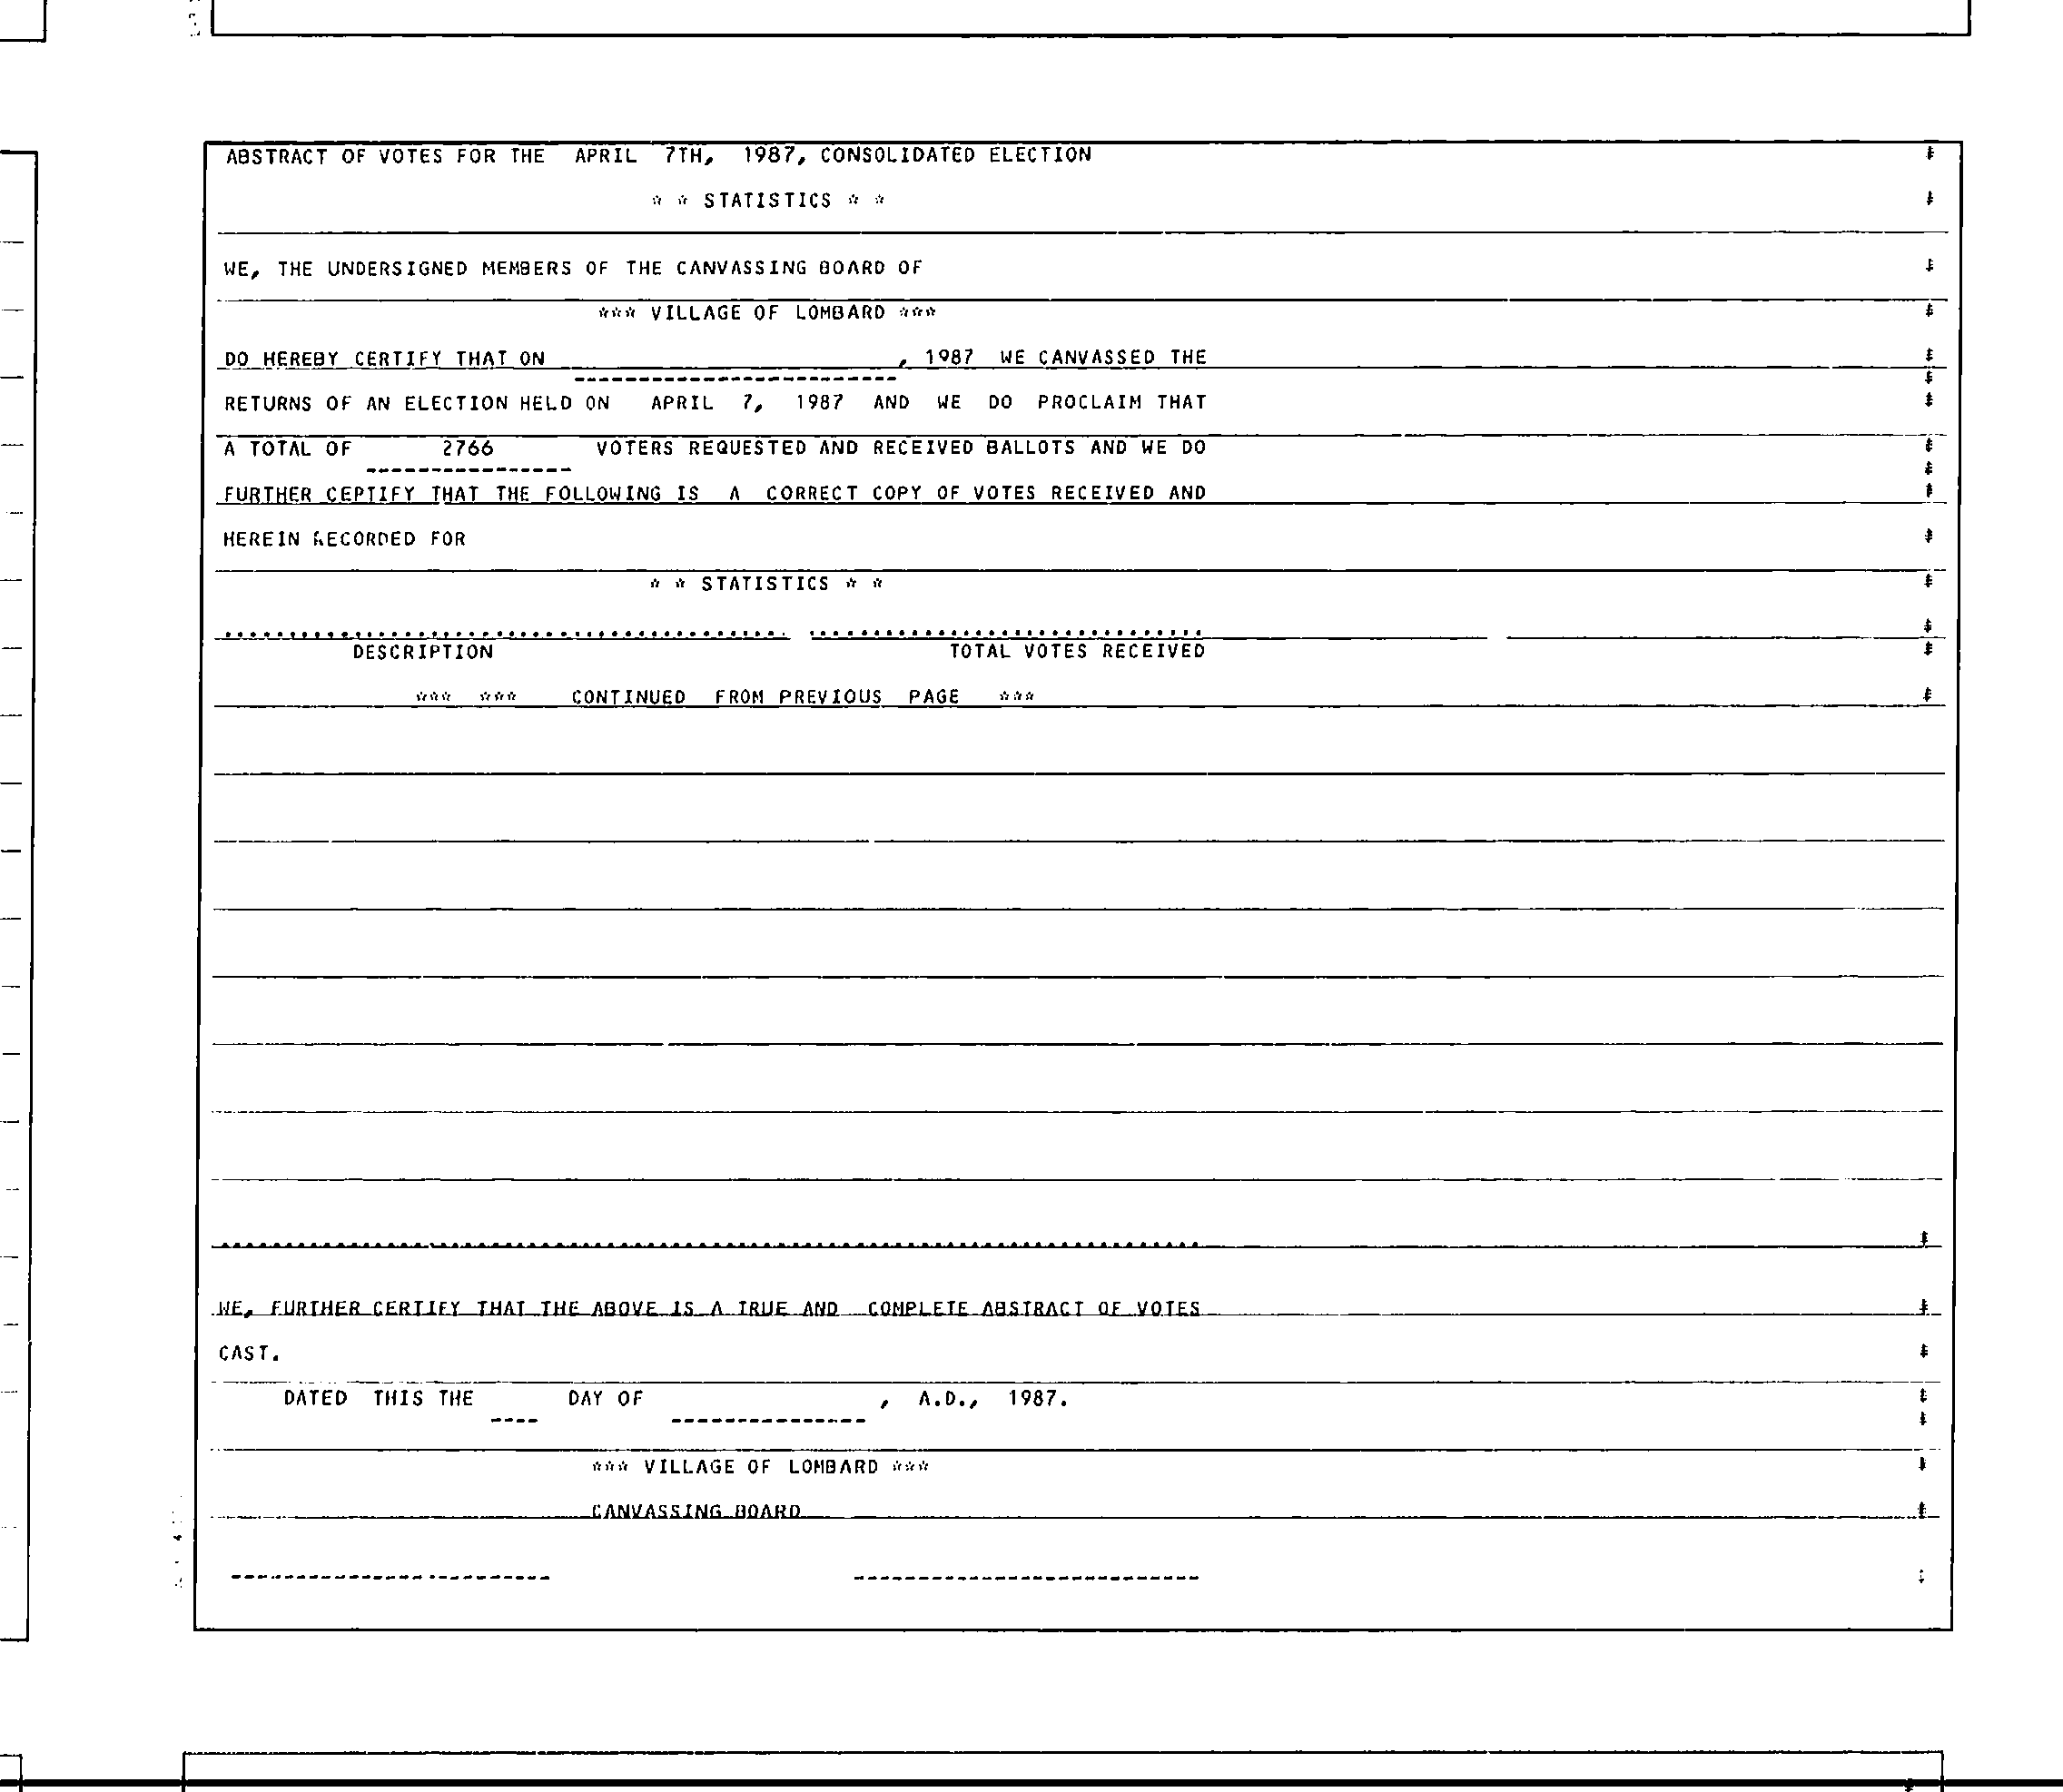 ABSTRACT OF VOTES FOR THE APRIL 7TH, 1987, CONSOLIDATED ELECTION
* * STATISTICS * *
WE, THE UNDERSIGNED MEMBERS OF THE CANVASSING BOARD OF
*** VILLAGE OF LOMBARD ***
DO HEREBY CERTIFY THAT ON , 1987 WE CANVASSED THE
RETURNS OF AN ELECTION HELD ON APRIL 7, 1987 AND WE DO PROCLAIM THAT
A TOTAL OF 2766 VOTERS REQUESTED AND RECEIVED BALLOTS AND WE DO
FURTHER CEPTIFY THAT THE FOLLOWING IS A CORRECT COPY OF VOTES RECEIVED AND
HEREIN RECORDED FOR
* * STATISTICS * *
DESCRIPTION TOTAL VOTES RECEIVED
*** *** CONTINUED FROM PREVIOUS PAGE ***
WE, FURTHER CERTIFY THAT THE ABOVE IS A TRUE AND COMPLETE ABSTRACT OF VOTES
CAST.
DATED THIS THE ---- DAY OF --------------- , A.D., 1987.
*** VILLAGE OF LOMBARD ***
CANVASSING BOARD